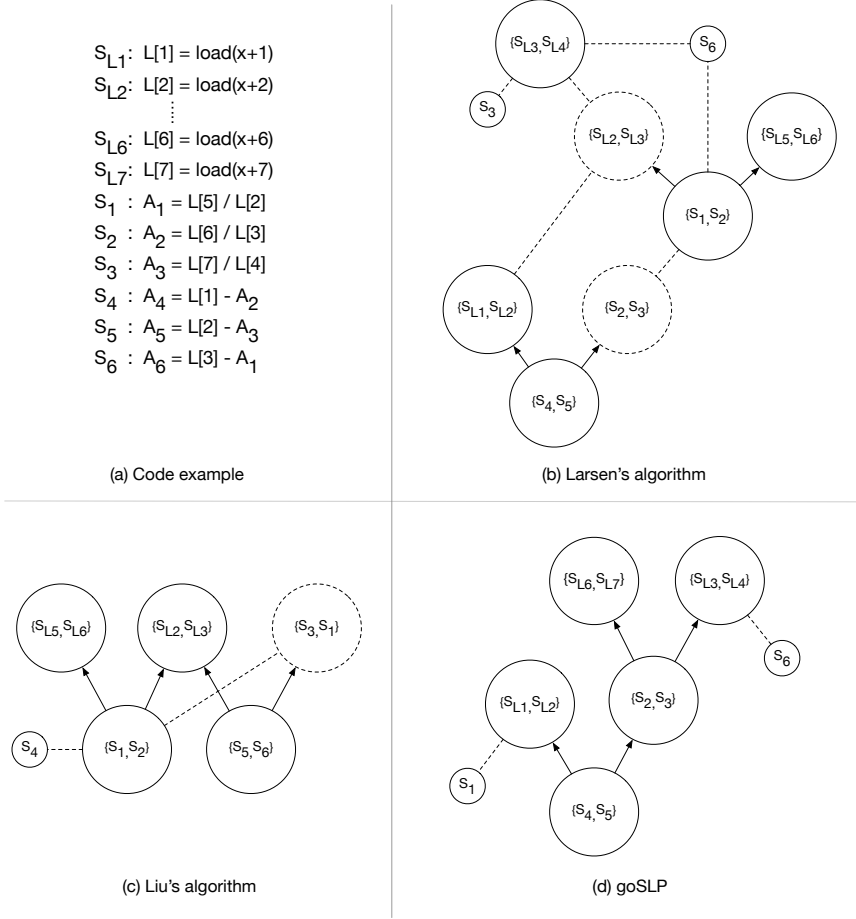 S_L1: L[1] = load(x+1)
S_L2: L[2] = load(x+2)
S_L6: L[6] = load(x+6)
S_L7: L[7] = load(x+7)
S_1 : A_1 = L[5] / L[2]
S_2 : A_2 = L[6] / L[3]
S_3 : A_3 = L[7] / L[4]
S_4 : A_4 = L[1] - A_2
S_5 : A_5 = L[2] - A_3
S_6 : A_6 = L[3] - A_1
(a) Code example
{S_L3,S_L4}
S_6
S_3
{S_L2,S_L3}
{S_L5,S_L6}
{S_1,S_2}
{S_L1,S_L2}
{S_2,S_3}
{S_4,S_5}
(b) Larsen's algorithm
{S_L5,S_L6}
{S_L2,S_L3}
{S_3,S_1}
S_4
{S_1,S_2}
{S_5,S_6}
(c) Liu's algorithm
{S_L6,S_L7}
{S_L3,S_L4}
S_6
{S_L1,S_L2}
{S_2,S_3}
S_1
{S_4,S_5}
(d) goSLP